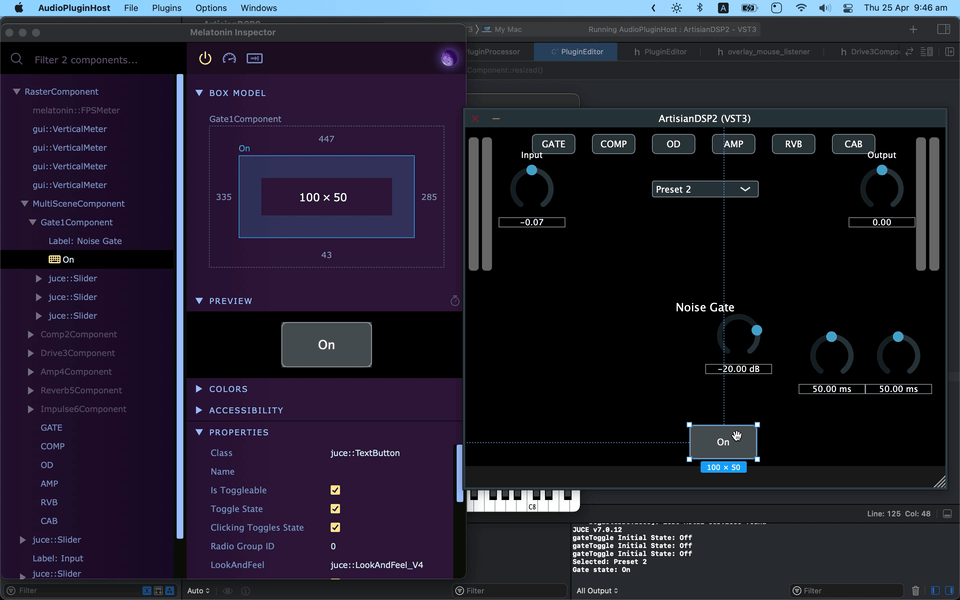 AudioPluginHost File Plugins Options Windows
A
Thu 25 Apr 9:46 am
Melatonin Inspector
My Mac
Running AudioPluginHost : ArtisianDSP2 - VST3
Filter 2 components...
PluginProcessor
PluginEditor
PluginEditor
overlay_mouse_listener
Drive3Compo
Component::resized()
RasterComponent
melatonin::FPSMeter
gui::VerticalMeter
gui::VerticalMeter
gui::VerticalMeter
gui::VerticalMeter
MultiSceneComponent
Gate1Component
Label: Noise Gate
On
juce::Slider
juce::Slider
juce::Slider
Comp2Component
Drive3Component
Amp4Component
Reverb5Component
Impulse6Component
GATE
COMP
OD
AMP
RVB
CAB
juce::Slider
Label: Input
juce::Slider
BOX MODEL
Gate1Component
447
On
335
100 × 50
285
43
PREVIEW
On
COLORS
ACCESSIBILITY
PROPERTIES
Class juce::TextButton
Name
Is Toggleable
Toggle State
Clicking Toggles State
Radio Group ID 0
LookAndFeel juce::LookAndFeel_V4
ArtisianDSP2 (VST3)
GATE COMP OD AMP RVB CAB
Input
Output
Preset 2
-0.07
0.00
Noise Gate
-20.00 dB
50.00 ms 50.00 ms
On
100 × 50
C8
Line: 125 Col: 48
JUCE v7.0.12
gateToggle Initial State: Off
gateToggle Initial State: Off
gateToggle Initial State: Off
Selected: Preset 2
Gate state: On
Filter
Auto
Filter
All Output
Filter